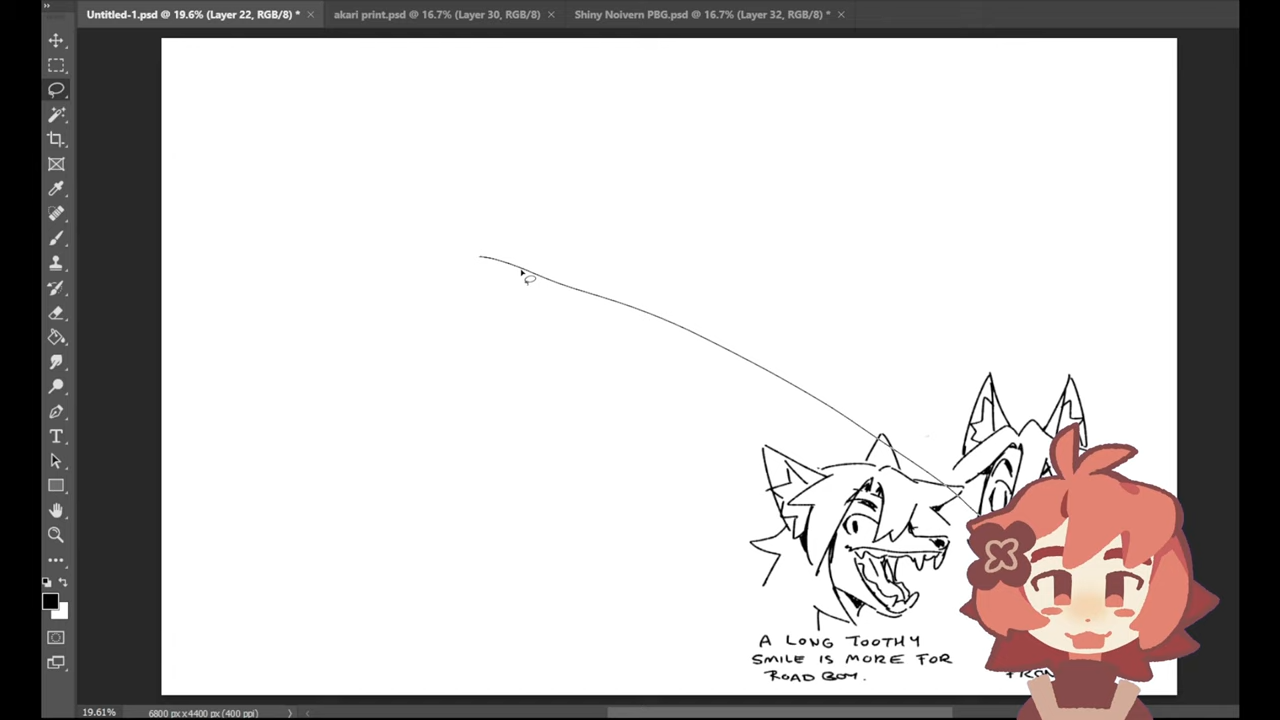 Untitled-1.psd @ 19.6% (Layer 22, RGB/8) *
akari print.psd @ 16.7% (Layer 30, RGB/8)
Shiny Noivern PBG.psd @ 16.7% (Layer 32, RGB/8) *
A LONG TOOTHY
SMILE IS MORE FOR
ROAD BOY.
19.61%
6800 px x 4400 px (400 ppi)